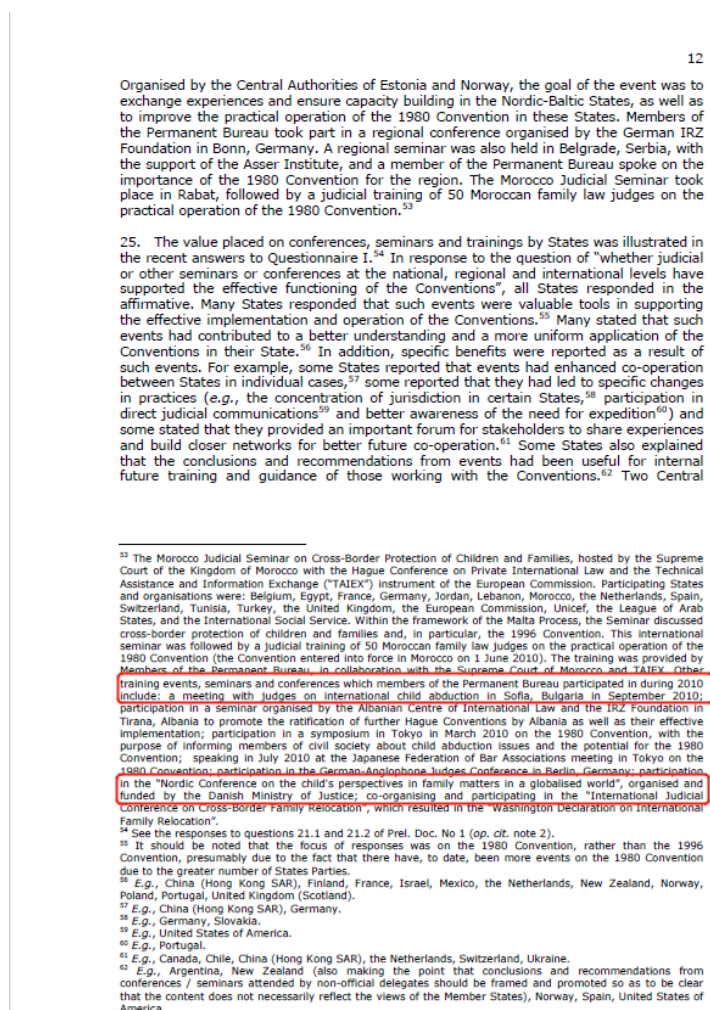 12
Organised by the Central Authorities of Estonia and Norway, the goal of the event was to
exchange experiences and ensure capacity building in the Nordic-Baltic States, as well as
to improve the practical operation of the 1980 Convention in these States. Members of
the Permanent Bureau took part in a regional conference organised by the German IRZ
Foundation in Bonn, Germany. A regional seminar was also held in Belgrade, Serbia, with
the support of the Asser Institute, and a member of the Permanent Bureau spoke on the
importance of the 1980 Convention for the region. The Morocco Judicial Seminar took
place in Rabat, followed by a judicial training of 50 Moroccan family law judges on the
practical operation of the 1980 Convention.53
25. The value placed on conferences, seminars and trainings by States was illustrated in
the recent answers to Questionnaire I.54 In response to the question of “whether judicial
or other seminars or conferences at the national, regional and international levels have
supported the effective functioning of the Conventions”, all States responded in the
affirmative. Many States responded that such events were valuable tools in supporting
the effective implementation and operation of the Conventions.55 Many stated that such
events had contributed to a better understanding and a more uniform application of the
Conventions in their State.56 In addition, specific benefits were reported as a result of
such events. For example, some States reported that events had enhanced co-operation
between States in individual cases,57 some reported that they had led to specific changes
in practices (e.g., the concentration of jurisdiction in certain States,58 participation in
direct judicial communications59 and better awareness of the need for expedition60) and
some stated that they provided an important forum for stakeholders to share experiences
and build closer networks for better future co-operation.61 Some States also explained
that the conclusions and recommendations from events had been useful for internal
future training and guidance of those working with the Conventions.62 Two Central
53 The Morocco Judicial Seminar on Cross-Border Protection of Children and Families, hosted by the Supreme
Court of the Kingdom of Morocco with the Hague Conference on Private International Law and the Technical
Assistance and Information Exchange (“TAIEX”) instrument of the European Commission. Participating States
and organisations were: Belgium, Egypt, France, Germany, Jordan, Lebanon, Morocco, the Netherlands, Spain,
Switzerland, Tunisia, Turkey, the United Kingdom, the European Commission, Unicef, the League of Arab
States, and the International Social Service. Within the framework of the Malta Process, the Seminar discussed
cross-border protection of children and families and, in particular, the 1996 Convention. This international
seminar was followed by a judicial training of 50 Moroccan family law judges on the practical operation of the
1980 Convention (the Convention entered into force in Morocco on 1 June 2010). The training was provided by
Members of the Permanent Bureau, in collaboration with the Supreme Court of Morocco and TAIEX. Other
training events, seminars and conferences which members of the Permanent Bureau participated in during 2010
include: a meeting with judges on international child abduction in Sofia, Bulgaria in September 2010;
participation in a seminar organised by the Albanian Centre of International Law and the IRZ Foundation in
Tirana, Albania to promote the ratification of further Hague Conventions by Albania as well as their effective
implementation; participation in a symposium in Tokyo in March 2010 on the 1980 Convention, with the
purpose of informing members of civil society about child abduction issues and the potential for the 1980
Convention; speaking in July 2010 at the Japanese Federation of Bar Associations meeting in Tokyo on the
1980 Convention; participation in the German-Anglophone Judges Conference in Berlin, Germany; participation
in the “Nordic Conference on the child's perspectives in family matters in a globalised world”, organised and
funded by the Danish Ministry of Justice; co-organising and participating in the “International Judicial
Conference on Cross-Border Family Relocation”, which resulted in the “Washington Declaration on International
Family Relocation”.
54 See the responses to questions 21.1 and 21.2 of Prel. Doc. No 1 (op. cit. note 2).
55 It should be noted that the focus of responses was on the 1980 Convention, rather than the 1996
Convention, presumably due to the fact that there have, to date, been more events on the 1980 Convention
due to the greater number of States Parties.
56 E.g., China (Hong Kong SAR), Finland, France, Israel, Mexico, the Netherlands, New Zealand, Norway,
Poland, Portugal, United Kingdom (Scotland).
57 E.g., China (Hong Kong SAR), Germany.
58 E.g., Germany, Slovakia.
59 E.g., United States of America.
60 E.g., Portugal.
61 E.g., Canada, Chile, China (Hong Kong SAR), the Netherlands, Switzerland, Ukraine.
62 E.g., Argentina, New Zealand (also making the point that conclusions and recommendations from
conferences / seminars attended by non-official delegates should be framed and promoted so as to be clear
that the content does not necessarily reflect the views of the Member States), Norway, Spain, United States of
America.